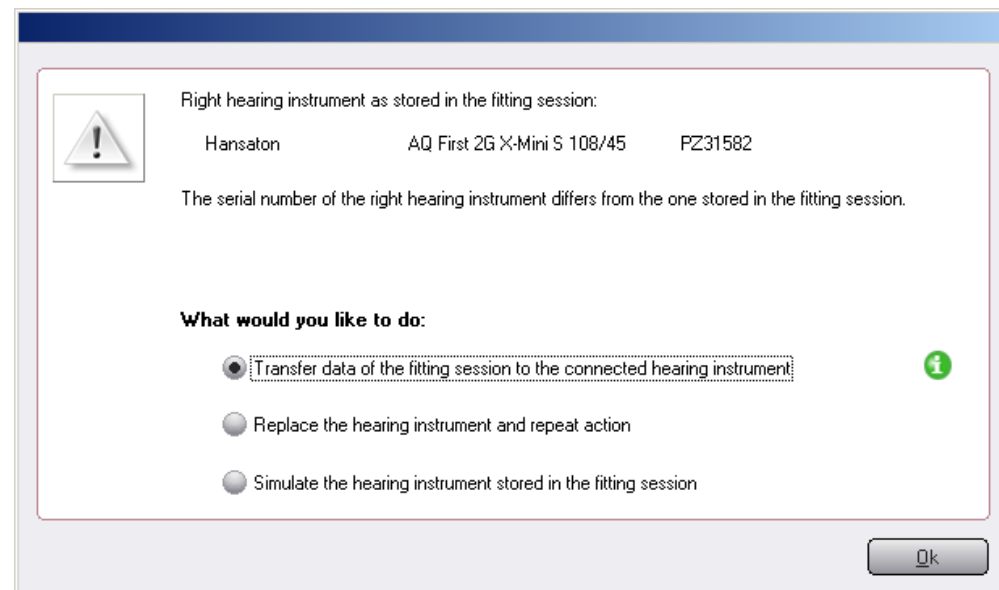 Right hearing instrument as stored in the fitting session:
Hansaton AQ First 2G X-Mini S 108/45 PZ31582
The serial number of the right hearing instrument differs from the one stored in the fitting session.
What would you like to do:
Transfer data of the fitting session to the connected hearing instrument
Replace the hearing instrument and repeat action
Simulate the hearing instrument stored in the fitting session
Ok